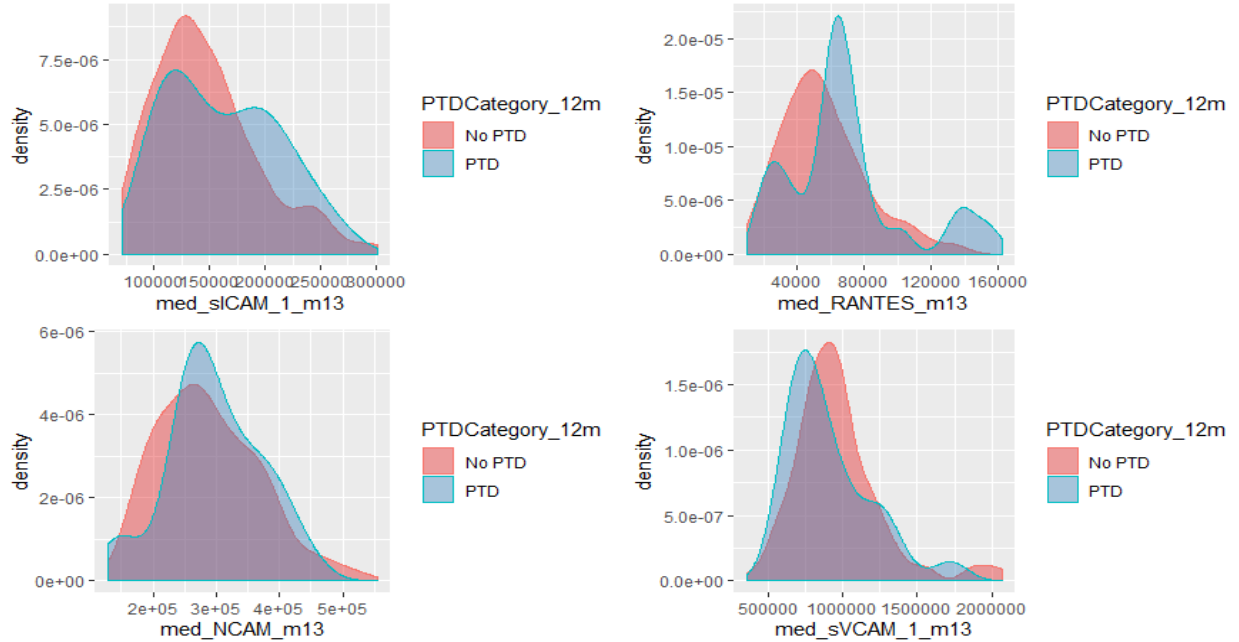 7.5e-06
5.0e-06
2.5e-06
0.0e+00
density
100000 150000 200000 250000 300000
med_sICAM_1_m13
PTDCategory_12m
No PTD
PTD
2.0e-05
1.5e-05
1.0e-05
5.0e-06
0.0e+00
density
40000 80000 120000 160000
med_RANTES_m13
PTDCategory_12m
No PTD
PTD
6e-06
4e-06
2e-06
0e+00
density
2e+05 3e+05 4e+05 5e+05
med_NCAM_m13
PTDCategory_12m
No PTD
PTD
1.5e-06
1.0e-06
5.0e-07
0.0e+00
density
500000 1000000 1500000 2000000
med_sVCAM_1_m13
PTDCategory_12m
No PTD
PTD